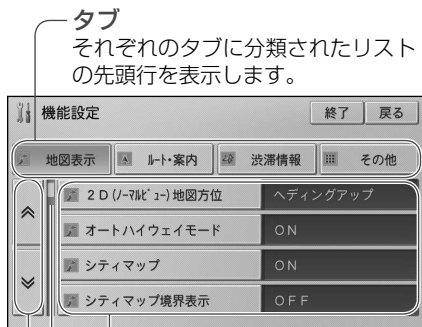 タブ
それぞれのタブに分類されたリスト
の先頭行を表示します。
機能設定 終了 戻る
地図表示 ルート・案内 渋滞情報 その他
2D(ノーマルビュー)地図方位 ヘディングアップ
オートハイウェイモード ON
シティマップ ON
シティマップ境界表示 OFF